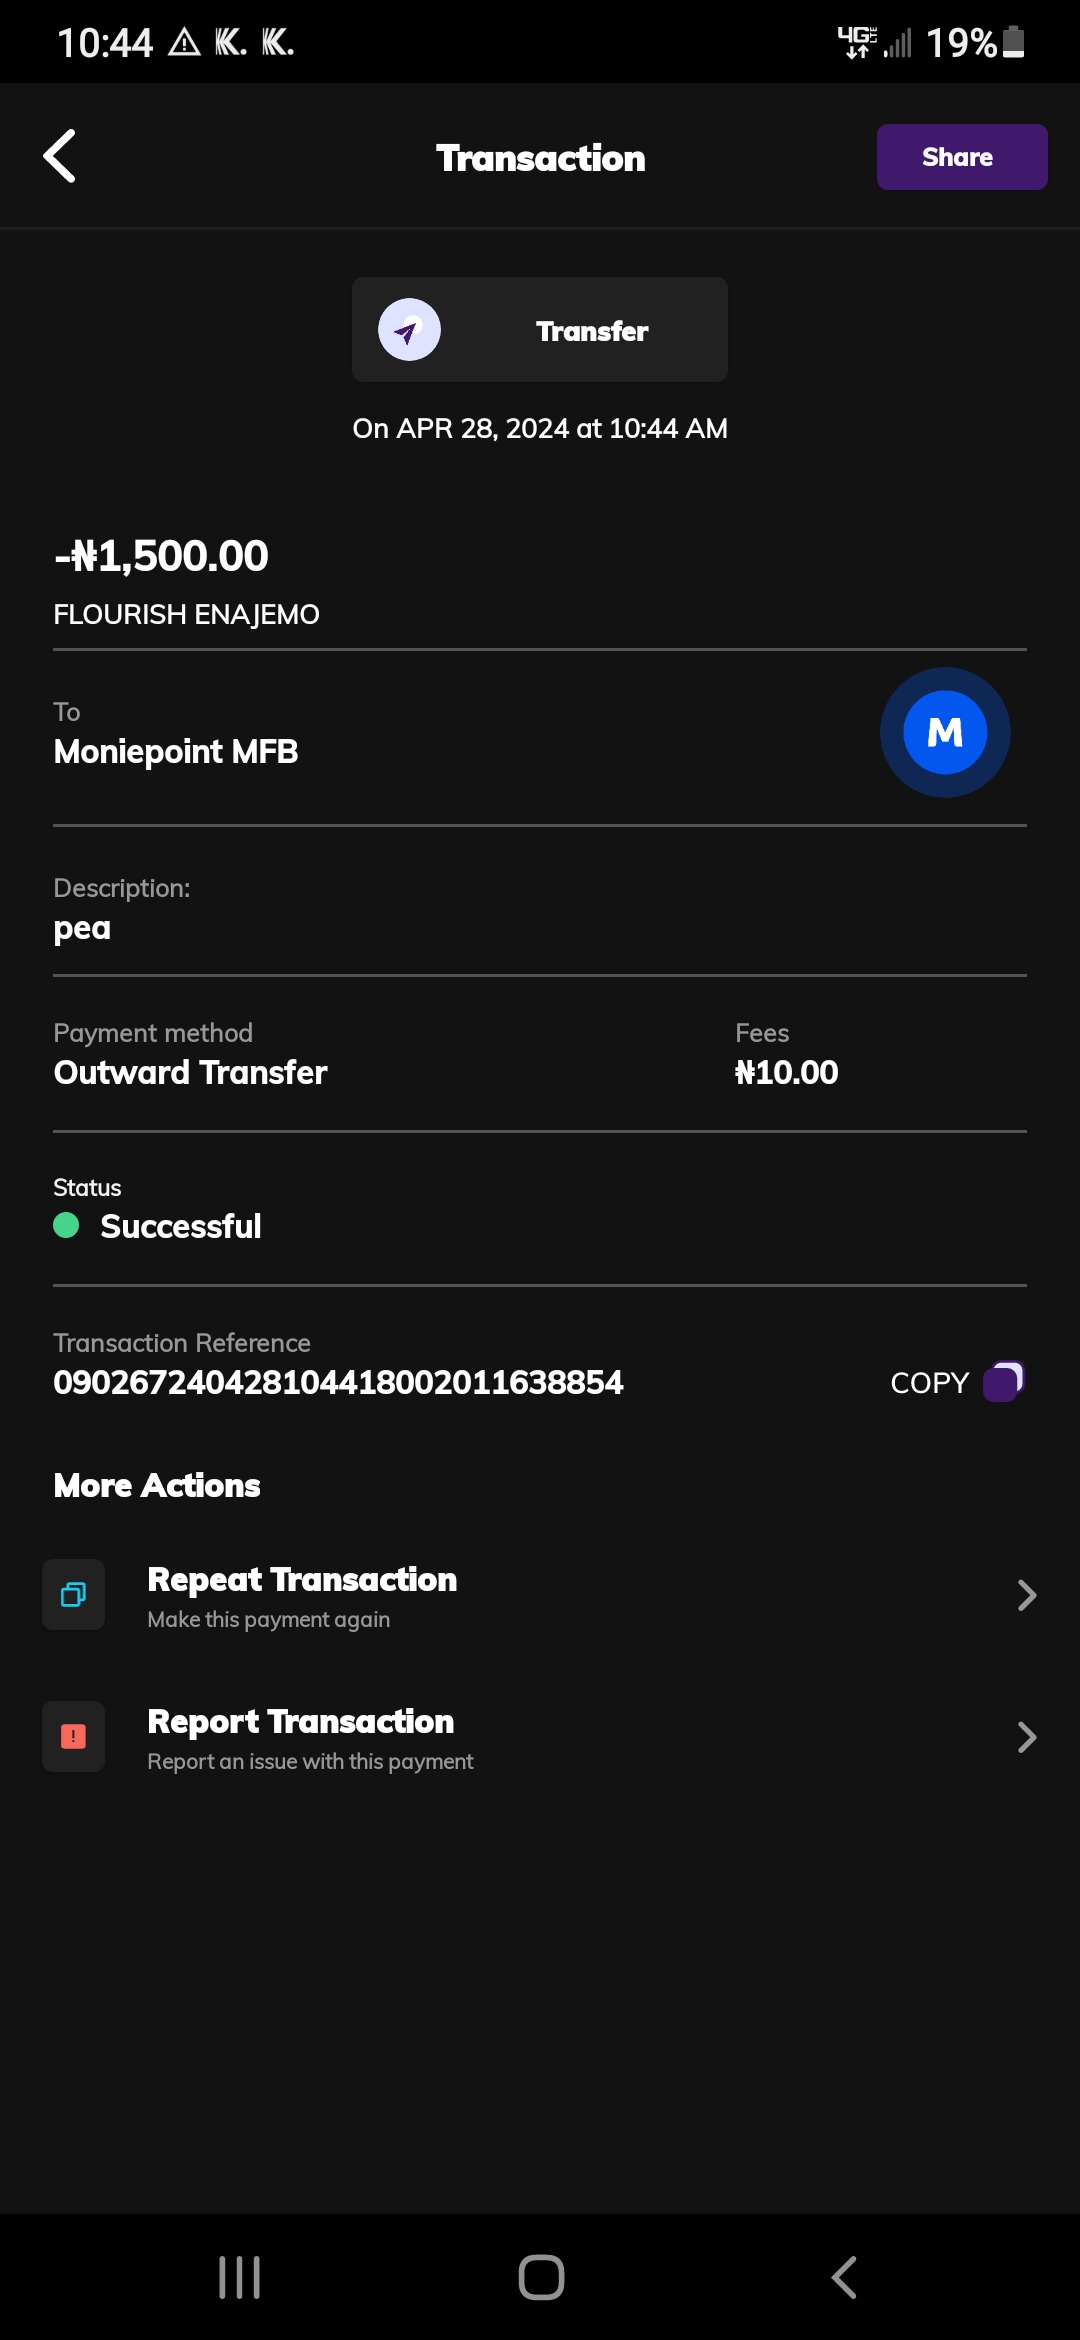 10:44 K. K. 4G LTE 19%
Transaction
Share
Transfer
On APR 28, 2024 at 10:44 AM
-₦1,500.00
FLOURISH ENAJEMO
To
Moniepoint MFB
M
Description:
pea
Payment method
Fees
Outward Transfer
₦10.00
Status
Successful
Transaction Reference
090267240428104418002011638854
COPY
More Actions
Repeat Transaction
Make this payment again
Report Transaction
Report an issue with this payment